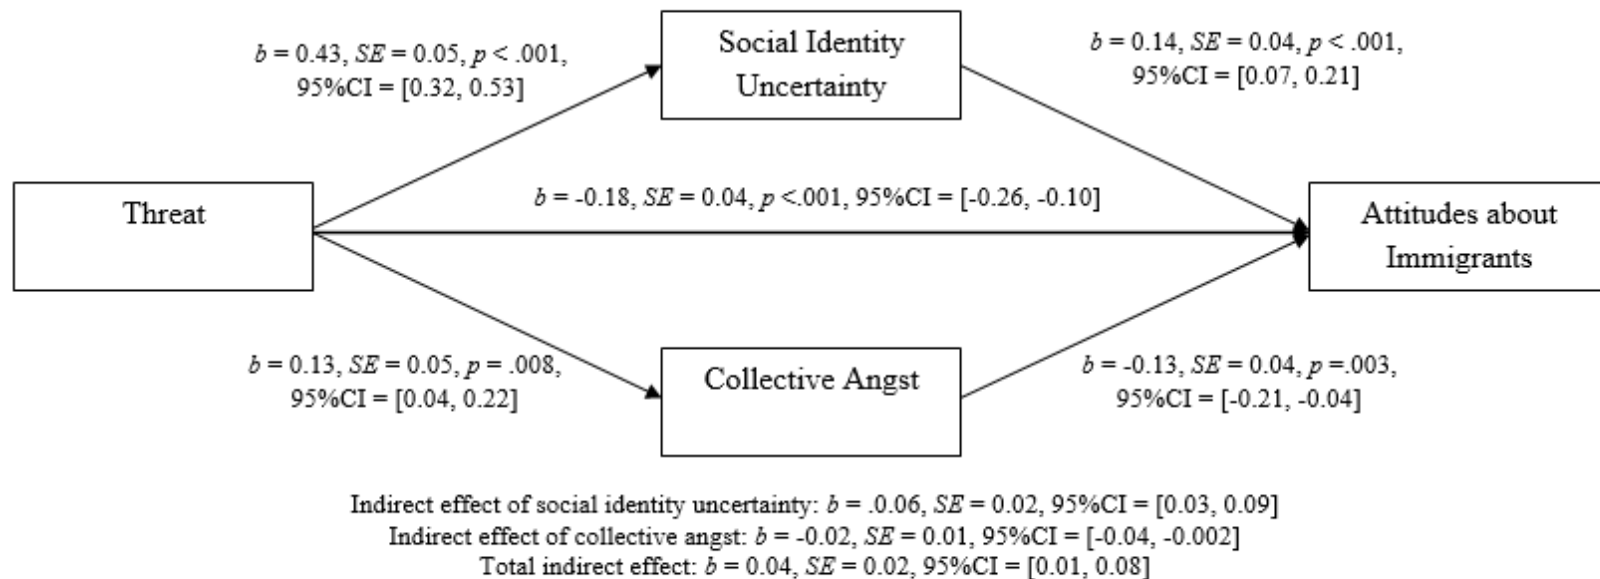 b = 0.43, SE = 0.05, p < .001,
95%CI = [0.32, 0.53]
Social Identity
Uncertainty
b = 0.14, SE = 0.04, p < .001,
95%CI = [0.07, 0.21]
Threat
b = -0.18, SE = 0.04, p <.001, 95%CI = [-0.26, -0.10]
Attitudes about
Immigrants
b = 0.13, SE = 0.05, p = .008,
95%CI = [0.04, 0.22]
Collective Angst
b = -0.13, SE = 0.04, p =.003,
95%CI = [-0.21, -0.04]
Indirect effect of social identity uncertainty: b = .0.06, SE = 0.02, 95%CI = [0.03, 0.09]
Indirect effect of collective angst: b = -0.02, SE = 0.01, 95%CI = [-0.04, -0.002]
Total indirect effect: b = 0.04, SE = 0.02, 95%CI = [0.01, 0.08]